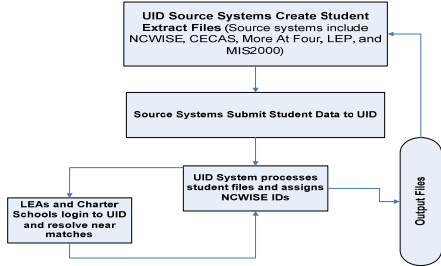 UID Source Systems Create Student
Extract Files (Source systems include
NCWISE, CECAS, More At Four, LEP, and
MIS2000)
Source Systems Submit Student Data to UID
UID System processes
student files and assigns
NCWISE IDs
LEAs and Charter
Schools login to UID
and resolve near
matches
Output Files